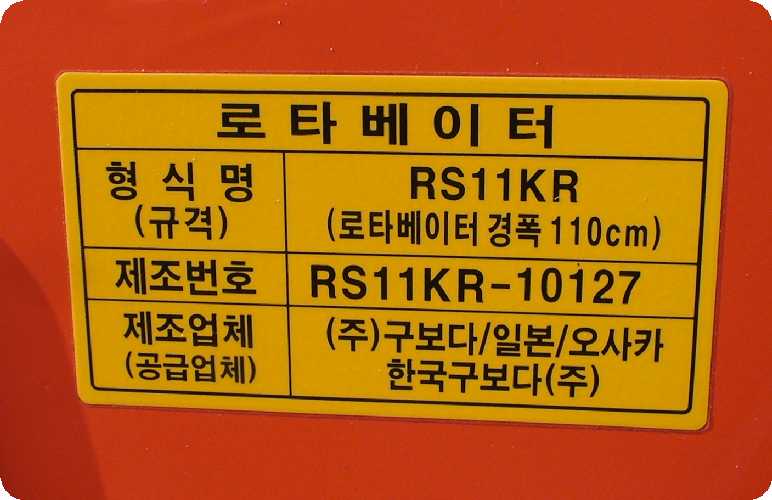 로타베이터
형식명 RS11KR
(규격) (로타베이터 경폭 110cm)
제조번호 RS11KR-10127
제조업체 (주)구보다/일본/오사카
(공급업체) 한국구보다(주)